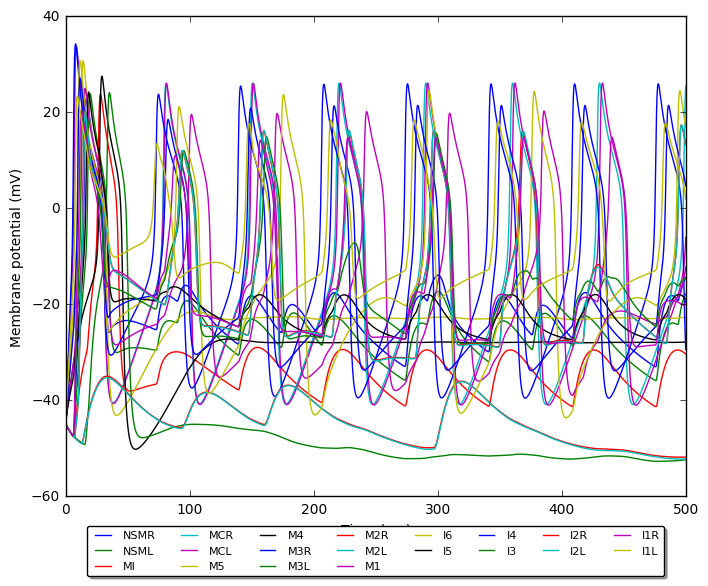 40
20
0
−20
−40
−60
Membrane potential (mV)
0 100 200 300 400 500
NSMR MCR M4 M2R I6 I4 I2R I1R
NSML MCL M3R M2L I5 I3 I2L I1L
MI M5 M3L M1